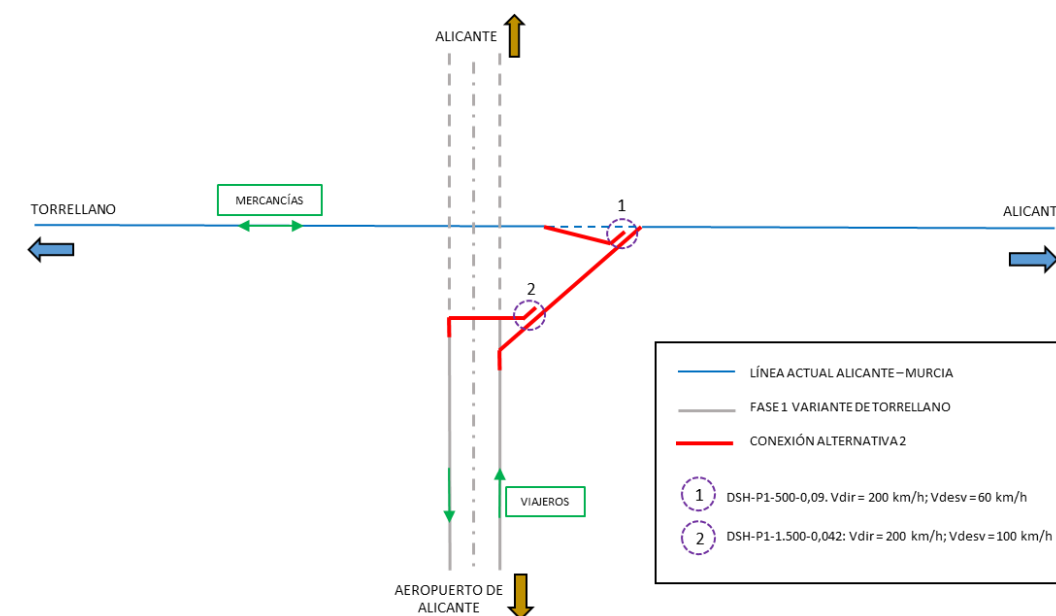 ALICANTE
MERCANCÍAS
TORRELLANO
1
ALICANT
2
LÍNEA ACTUAL ALICANTE – MURCIA
FASE 1 VARIANTE DE TORRELLANO
CONEXIÓN ALTERNATIVA 2
1 DSH-P1-500-0,09. Vdir = 200 km/h; Vdesv = 60 km/h
2 DSH-P1-1.500-0,042: Vdir = 200 km/h; Vdesv = 100 km/h
VIAJEROS
AEROPUERTO DE
ALICANTE